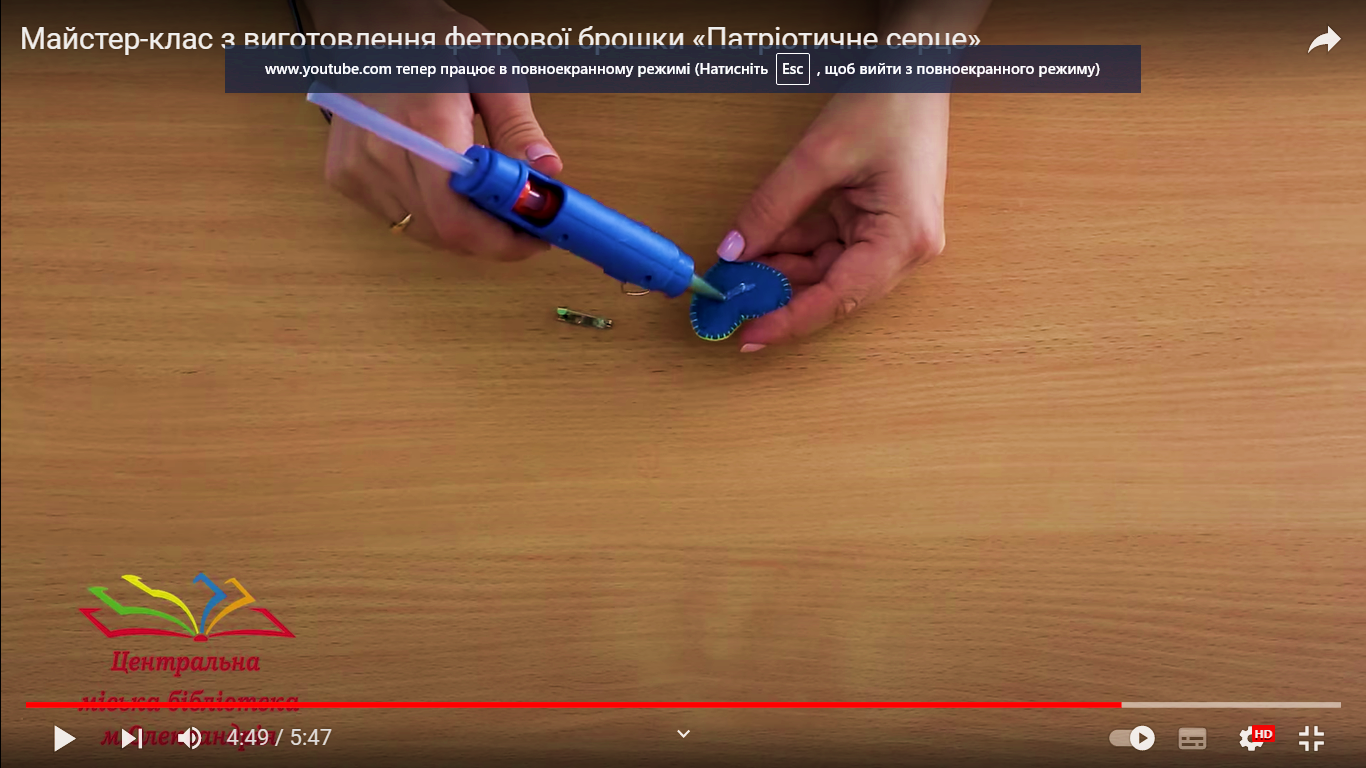 Майстер-клас з виготовлення фетрової брошки «Патріотичне серце»
www.youtube.com тепер працює в повноекранному режимі (Натисніть Esc , щоб вийти з повноекранного режиму)
Центральна
міська бібліотека
м.Олександрія
4:49 / 5:47
HD